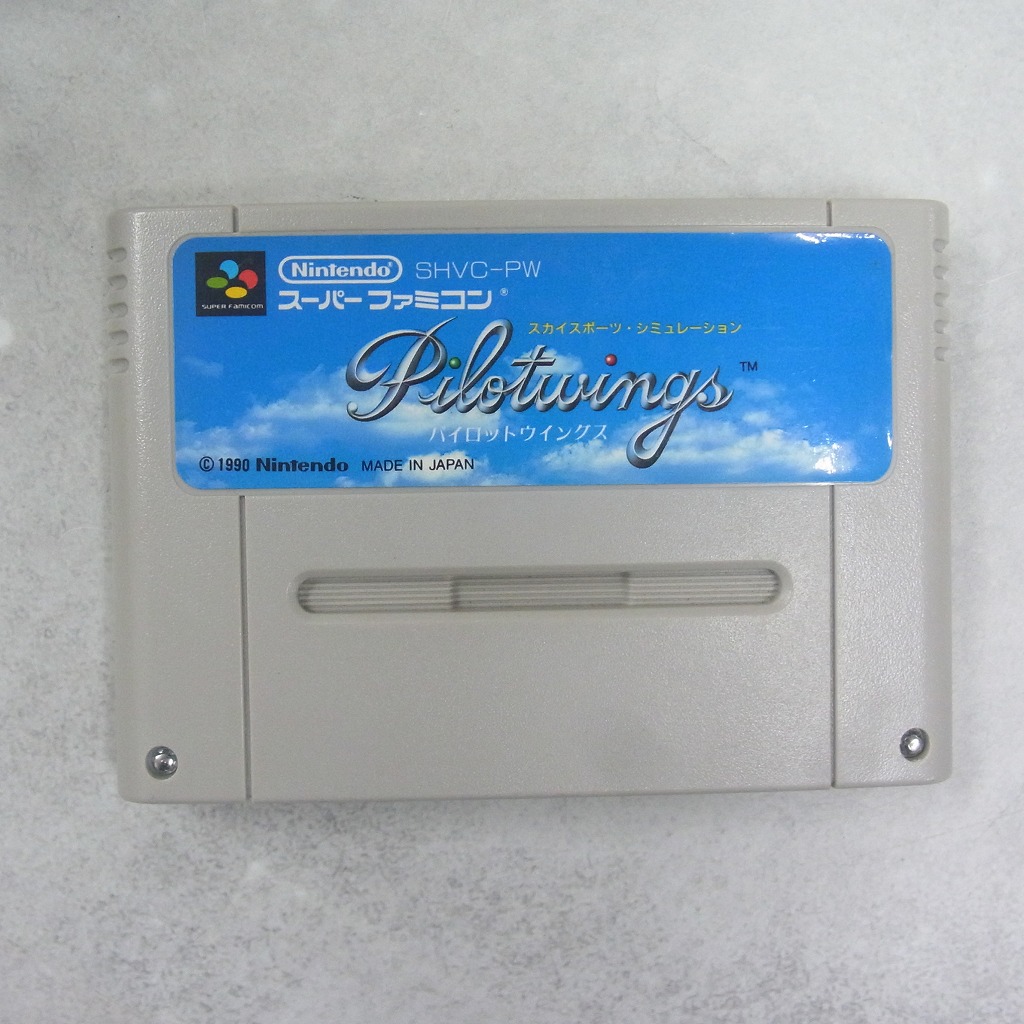 SUPER FAMICOM
Nintendo® SHVC-PW
スーパーファミコン®
スカイスポーツ・シミュレーション
Pilotwings™
パイロットウイングス
© 1990 Nintendo MADE IN JAPAN